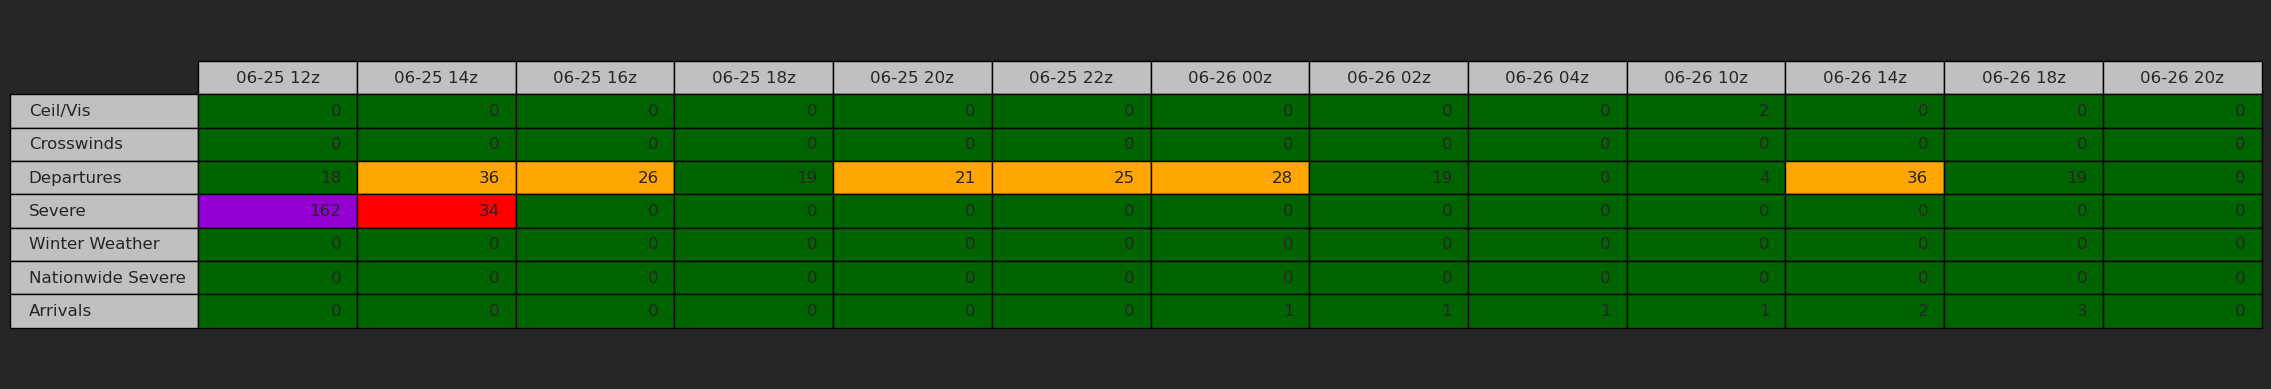 06-25 12z 06-25 14z 06-25 16z 06-25 18z 06-25 20z 06-25 22z 06-26 00z 06-26 02z 06-26 04z 06-26 10z 06-26 14z 06-26 18z 06-26 20z
Ceil/Vis 0 0 0 0 0 0 0 0 0 2 0 0 0
Crosswinds 0 0 0 0 0 0 0 0 0 0 0 0 0
Departures 18 36 26 19 21 25 28 19 0 4 36 19 0
Severe 162 34 0 0 0 0 0 0 0 0 0 0 0
Winter Weather 0 0 0 0 0 0 0 0 0 0 0 0 0
Nationwide Severe 0 0 0 0 0 0 0 0 0 0 0 0 0
Arrivals 0 0 0 0 0 0 1 1 1 1 2 3 0